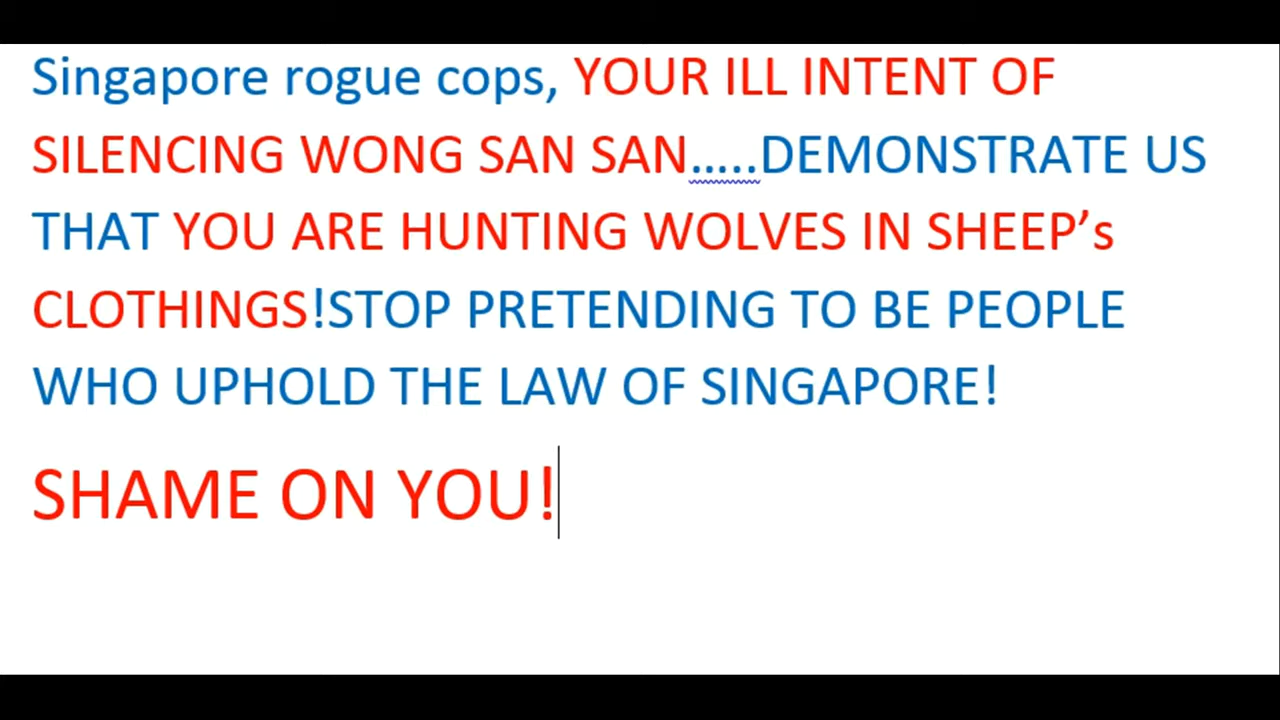 Singapore rogue cops, YOUR ILL INTENT OF
SILENCING WONG SAN SAN.....DEMONSTRATE US
THAT YOU ARE HUNTING WOLVES IN SHEEP’s
CLOTHINGS!STOP PRETENDING TO BE PEOPLE
WHO UPHOLD THE LAW OF SINGAPORE!
SHAME ON YOU!